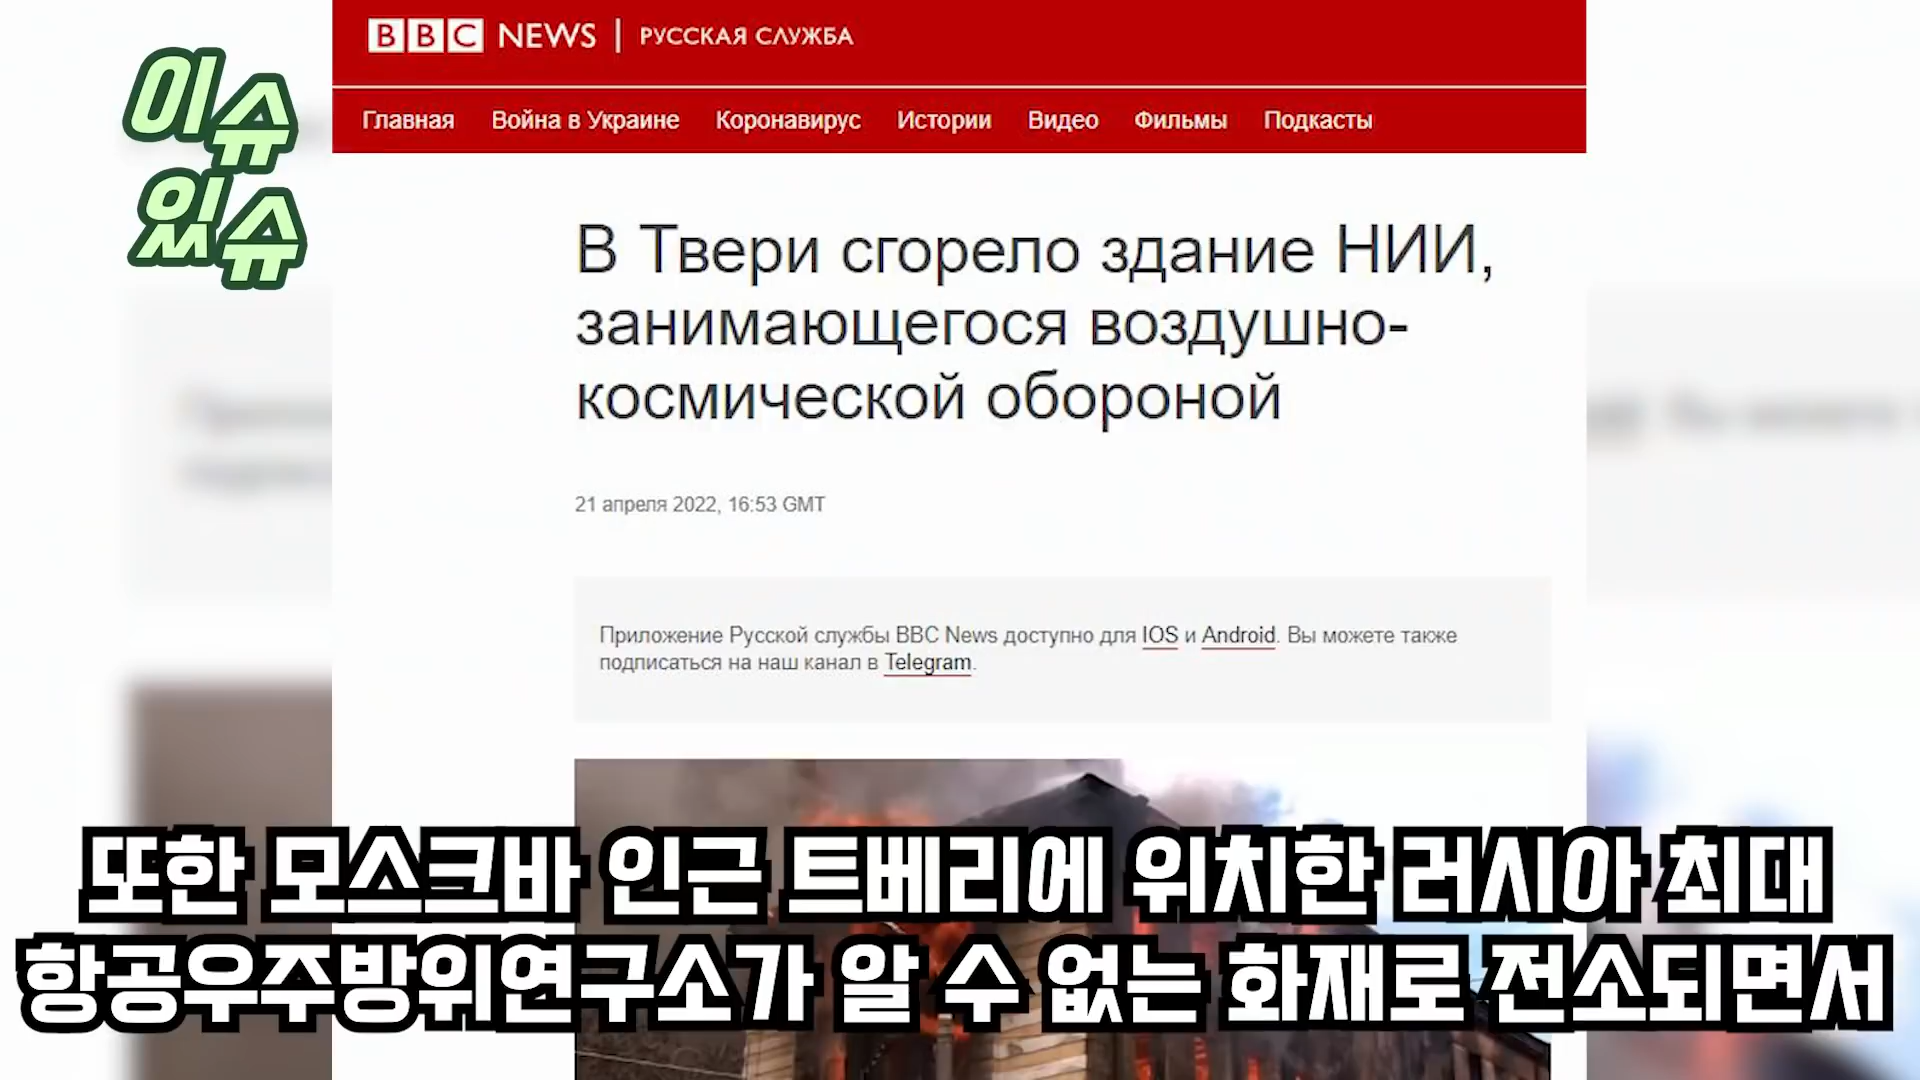 이슈
있슈
BBC NEWS | РУССКАЯ СЛУЖБА
Главная Война в Украине Коронавирус Истории Видео Фильмы Подкасты
В Твери сгорело здание НИИ,
занимающегося воздушно-
космической обороной
21 апреля 2022, 16:53 GMT
Приложение Русской службы BBC News доступно для IOS и Android. Вы можете также
подписаться на наш канал в Telegram.
또한 모스크바 인근 트베리에 위치한 러시아 최대
항공우주방위연구소가 알 수 없는 화재로 전소되면서